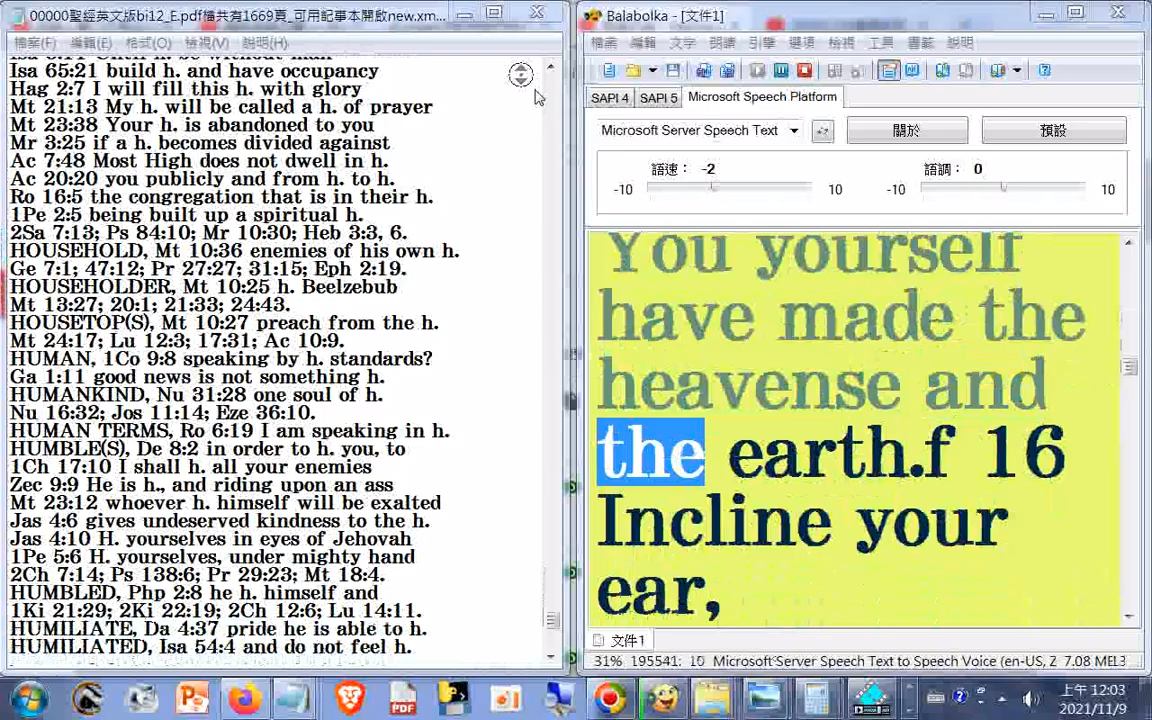 00000聖經英文版bi12_E.pdf檔共有1669頁_可用記事本開啟new.xm...
檔案(F) 編輯(E) 格式(O) 檢視(V) 說明(H)
Isa 65:21 build h. and have occupancy
Hag 2:7 I will fill this h. with glory
Mt 21:13 My h. will be called a h. of prayer
Mt 23:38 Your h. is abandoned to you
Mr 3:25 if a h. becomes divided against
Ac 7:48 Most High does not dwell in h.
Ac 20:20 you publicly and from h. to h.
Ro 16:5 the congregation that is in their h.
1Pe 2:5 being built up a spiritual h.
2Sa 7:13; Ps 84:10; Mr 10:30; Heb 3:3, 6.
HOUSEHOLD, Mt 10:36 enemies of his own h.
Ge 7:1; 47:12; Pr 27:27; 31:15; Eph 2:19.
HOUSEHOLDER, Mt 10:25 h. Beelzebub
Mt 13:27; 20:1; 21:33; 24:43.
HOUSETOP(S), Mt 10:27 preach from the h.
Mt 24:17; Lu 12:3; 17:31; Ac 10:9.
HUMAN, 1Co 9:8 speaking by h. standards?
Ga 1:11 good news is not something h.
HUMANKIND, Nu 31:28 one soul of h.
Nu 16:32; Jos 11:14; Eze 36:10.
HUMAN TERMS, Ro 6:19 I am speaking in h.
HUMBLE(S), De 8:2 in order to h. you, to
1Ch 17:10 I shall h. all your enemies
Zec 9:9 He is h., and riding upon an ass
Mt 23:12 whoever h. himself will be exalted
Jas 4:6 gives undeserved kindness to the h.
Jas 4:10 H. yourselves in eyes of Jehovah
1Pe 5:6 H. yourselves, under mighty hand
2Ch 7:14; Ps 138:6; Pr 29:23; Mt 18:4.
HUMBLED, Php 2:8 he h. himself and
1Ki 21:29; 2Ki 22:19; 2Ch 12:6; Lu 14:11.
HUMILIATE, Da 4:37 pride he is able to h.
HUMILIATED, Isa 54:4 and do not feel h.
Balabolka - [文件1]
檔案 編輯 文字 朗讀 引擎 選項 檢視 工具 書籤 說明
SAPI 4 SAPI 5 Microsoft Speech Platform
Microsoft Server Speech Text 關於 預設
語速： -2 語調： 0
-10 10 -10 10
You yourself
have made the
heavense and
the earth.f 16
Incline your
ear,
文件1
31% 195541: 10 Microsoft Server Speech Text to Speech Voice (en-US, Z 7.08 MB
上午 12:03
2021/11/9